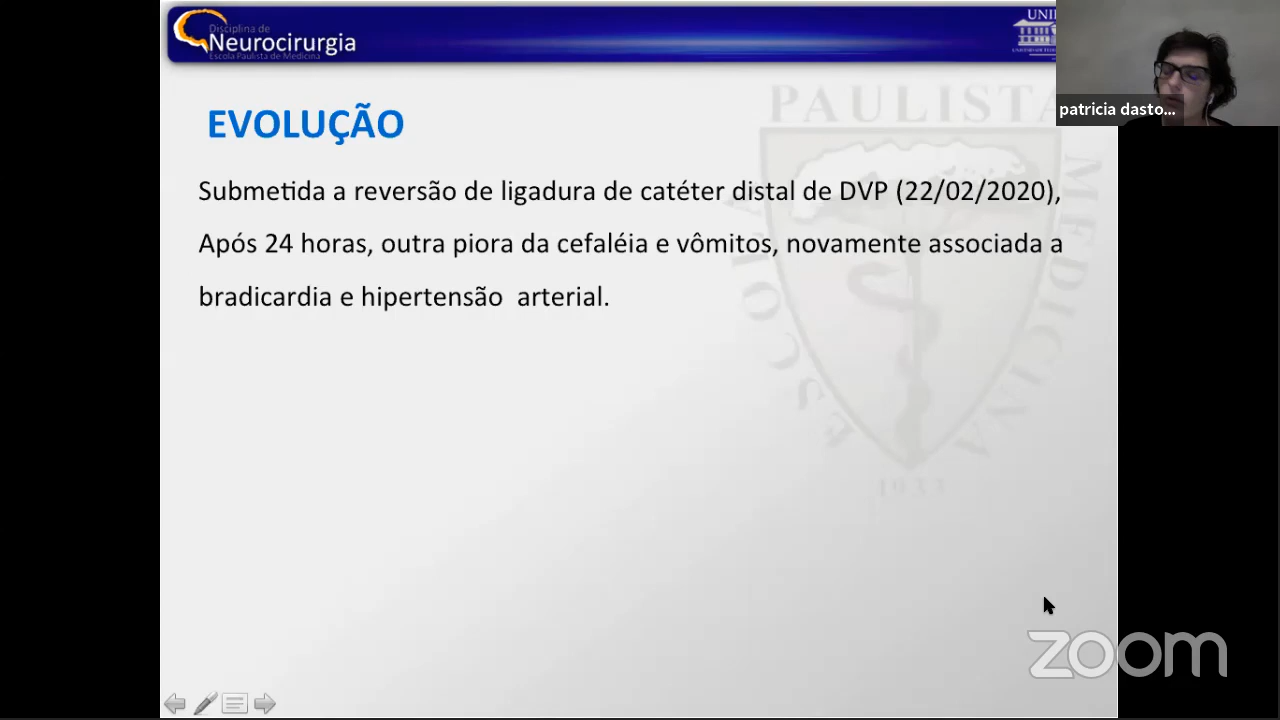 Disciplina de
Neurocirurgia
Escola Paulista de Medicina
UNI
patricia dasto...
EVOLUÇÃO
Submetida a reversão de ligadura de catéter distal de DVP (22/02/2020),
Após 24 horas, outra piora da cefaléia e vômitos, novamente associada a
bradicardia e hipertensão  arterial.
ESCOLA PAULISTA MEDICINA
1933
zoom